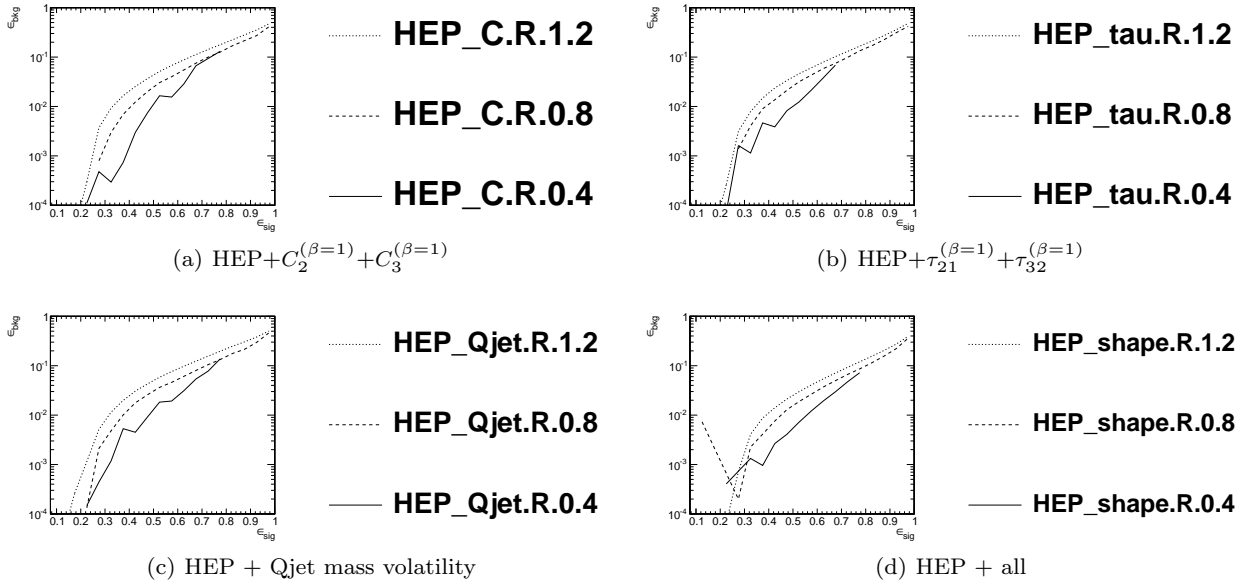 ϵbkg
1
10^-1
10^-2
10^-3
10^-4
0.1 0.2 0.3 0.4 0.5 0.6 0.7 0.8 0.9 1
ϵsig
HEP_C.R.1.2
HEP_C.R.0.8
HEP_C.R.0.4
(a) HEP+C_2^(β=1)+C_3^(β=1)
ϵbkg
1
10^-1
10^-2
10^-3
10^-4
0.1 0.2 0.3 0.4 0.5 0.6 0.7 0.8 0.9 1
ϵsig
HEP_tau.R.1.2
HEP_tau.R.0.8
HEP_tau.R.0.4
(b) HEP+τ_21^(β=1)+τ_32^(β=1)
ϵbkg
1
10^-1
10^-2
10^-3
10^-4
0.1 0.2 0.3 0.4 0.5 0.6 0.7 0.8 0.9 1
ϵsig
HEP_Qjet.R.1.2
HEP_Qjet.R.0.8
HEP_Qjet.R.0.4
(c) HEP + Qjet mass volatility
ϵbkg
1
10^-1
10^-2
10^-3
10^-4
0.1 0.2 0.3 0.4 0.5 0.6 0.7 0.8 0.9 1
ϵsig
HEP_shape.R.1.2
HEP_shape.R.0.8
HEP_shape.R.0.4
(d) HEP + all